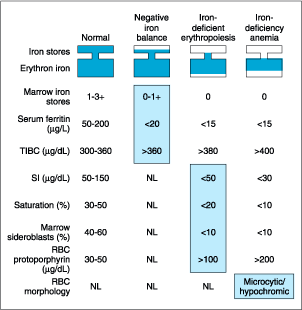 Normal Negative iron balance Iron-deficient erythropoiesis Iron-deficiency anemia
Iron stores
Erythron iron
Marrow iron stores 1-3+ 0-1+ 0 0
Serum ferritin (µg/L) 50-200 <20 <15 <15
TIBC (µg/dL) 300-360 >360 >380 >400
SI (µg/dL) 50-150 NL <50 <30
Saturation (%) 30-50 NL <20 <10
Marrow sideroblasts (%) 40-60 NL <10 <10
RBC protoporphyrin (µg/dL) 30-50 NL >100 >200
RBC morphology NL NL NL Microcytic/hypochromic